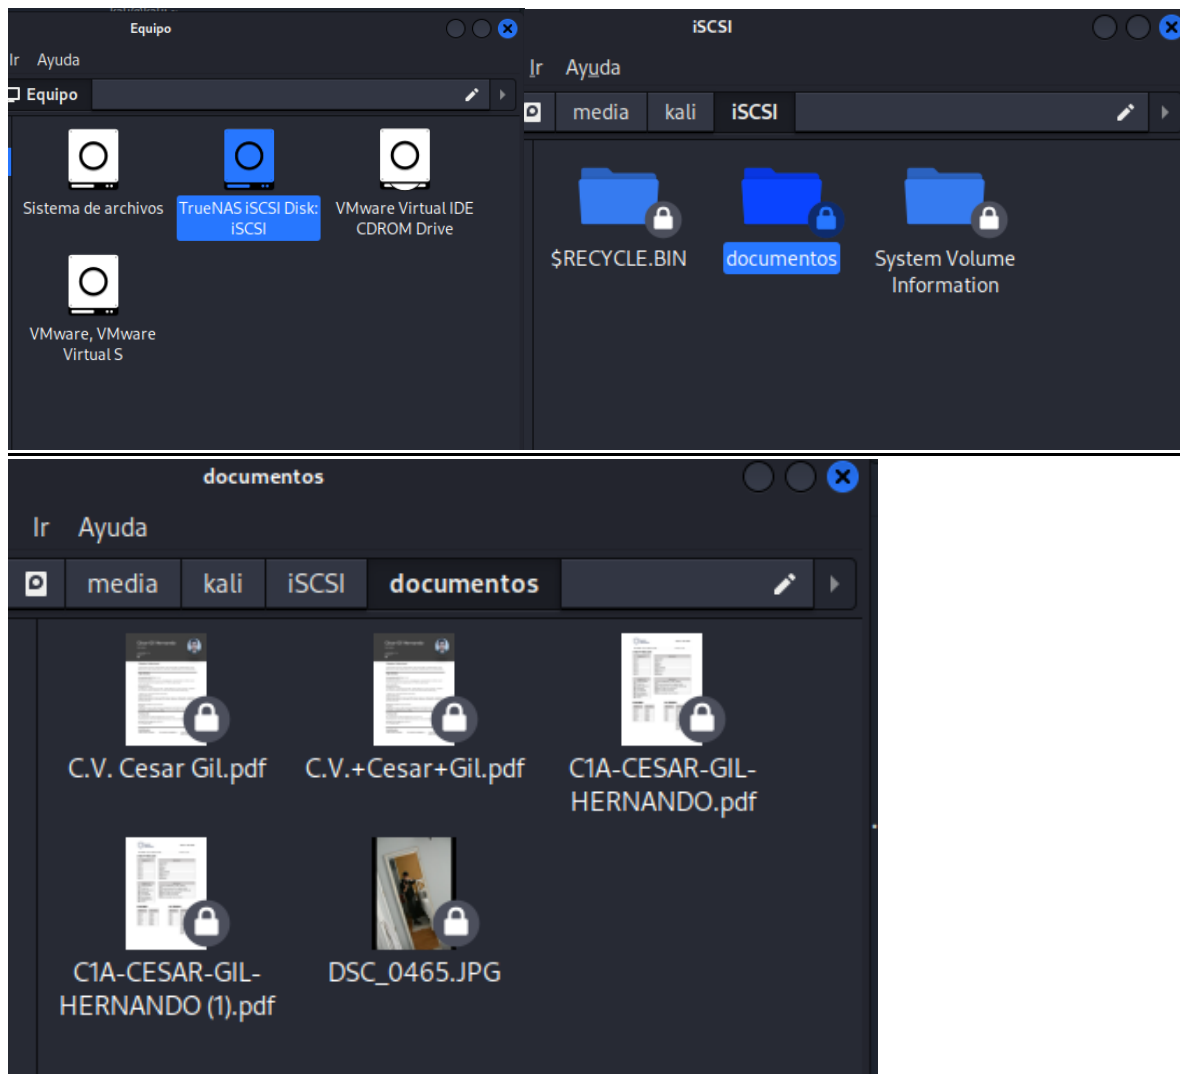 Equipo
Ir Ayuda
Equipo
Sistema de archivos
TrueNAS iSCSI Disk:
iSCSI
VMware Virtual IDE
CDROM Drive
VMware, VMware
Virtual S
iSCSI
Ir Ayuda
media kali iSCSI
$RECYCLE.BIN
documentos
System Volume
Information
documentos
Ir Ayuda
media kali iSCSI documentos
C.V. Cesar Gil.pdf
C.V.+Cesar+Gil.pdf
C1A-CESAR-GIL-
HERNANDO.pdf
C1A-CESAR-GIL-
HERNANDO (1).pdf
DSC_0465.JPG